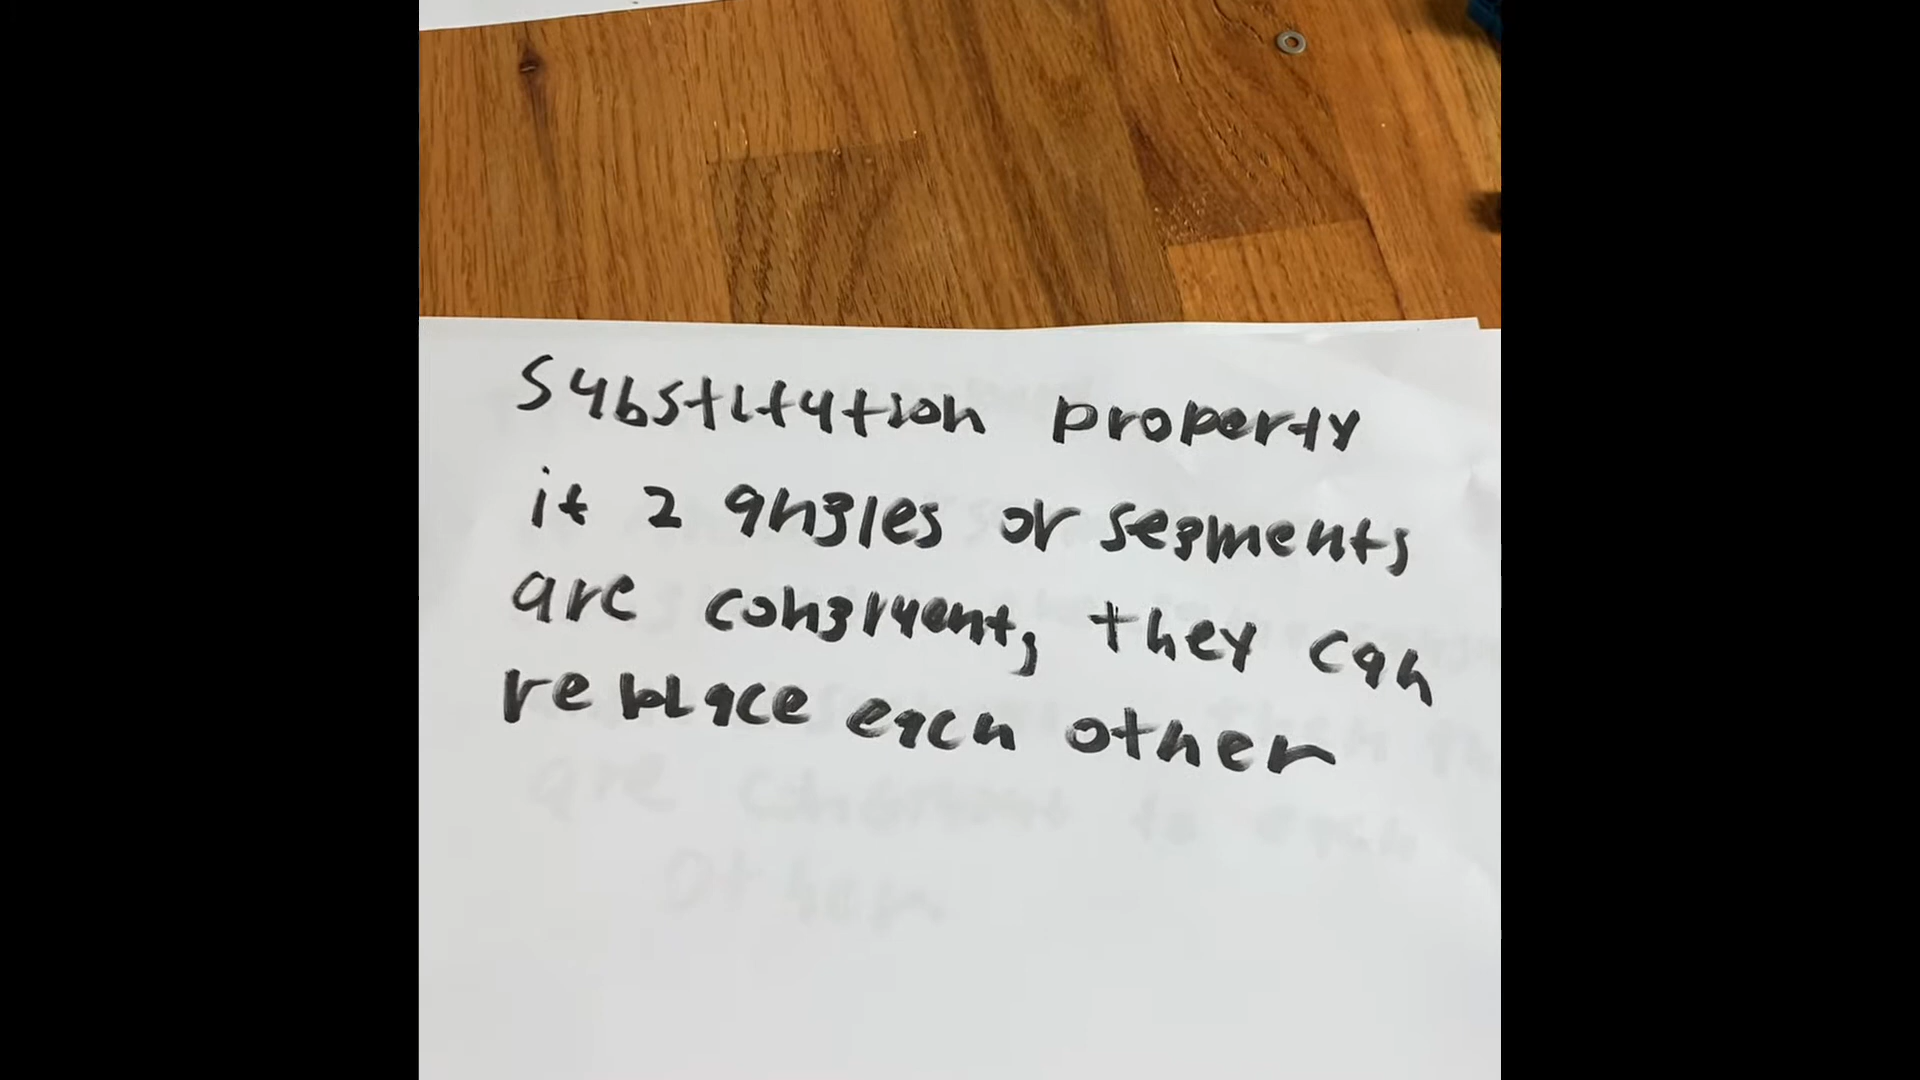 Substitution property
if 2 angles or segments
are congruent, they can
replace each other